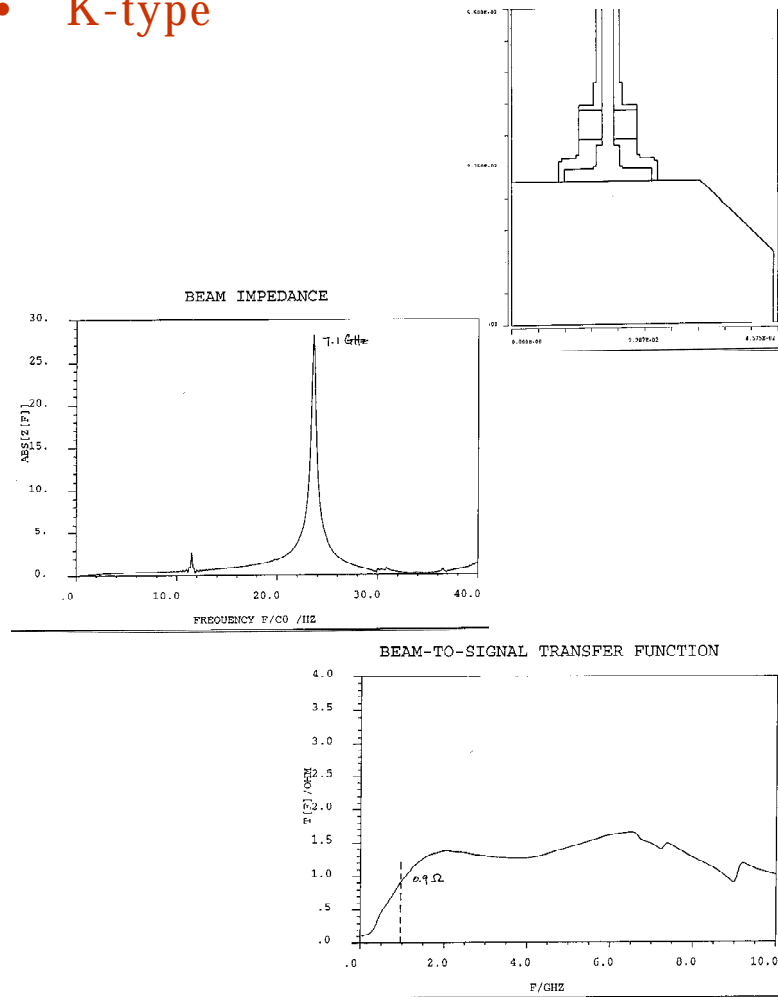 • K-type
BEAM IMPEDANCE
30.
25.
20.
15.
10.
5.
0.
ABS[Z[F]]
7.1 GHz
.0 10.0 20.0 30.0 40.0
FREQUENCY F/C0 /HZ
BEAM-TO-SIGNAL TRANSFER FUNCTION
4.0
3.5
3.0
2.5
2.0
1.5
1.0
.5
.0
T[F]/OHM
0.9 Ω
.0 2.0 4.0 6.0 8.0 10.0
F/GHZ